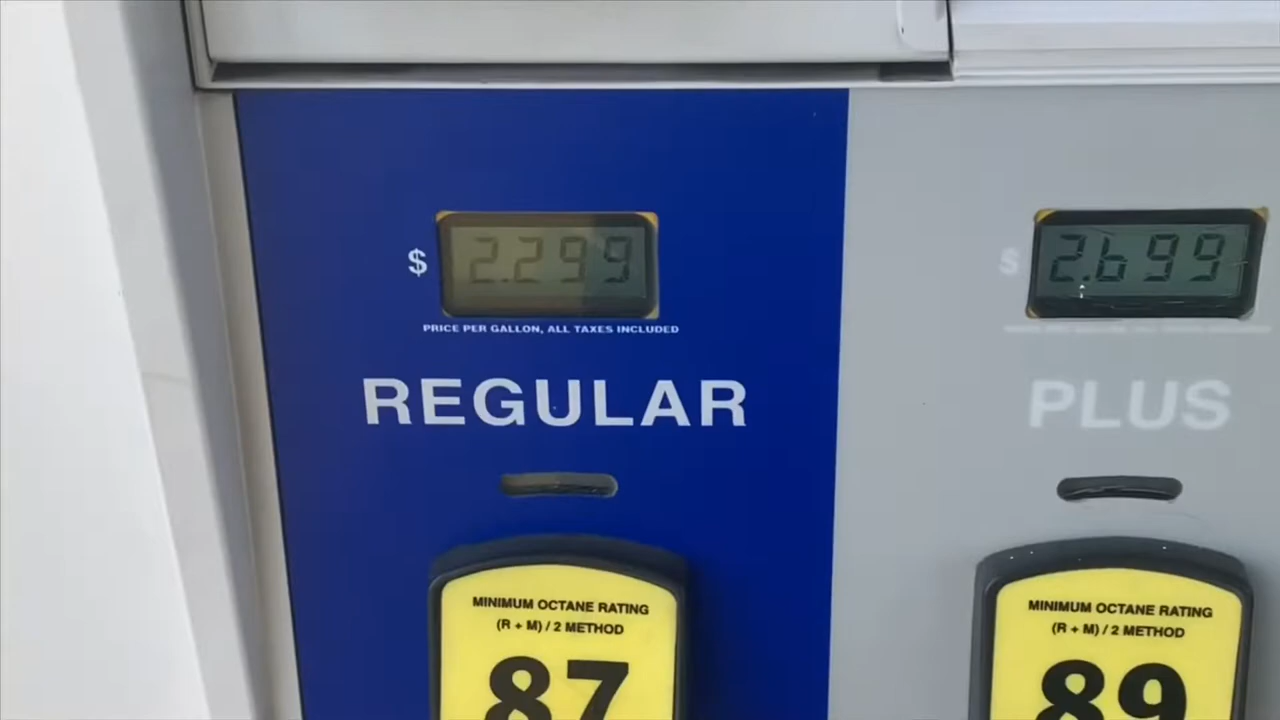 $ 2.299
PRICE PER GALLON, ALL TAXES INCLUDED
REGULAR
MINIMUM OCTANE RATING
(R + M) / 2 METHOD
87
$ 2.699
PLUS
MINIMUM OCTANE RATING
(R + M) / 2 METHOD
89